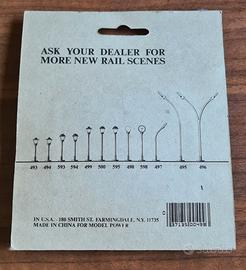 ASK YOUR DEALER FOR
MORE NEW RAIL SCENES
493 494 593 594 499 500 595 498 598 497 495 496
IN U.S.A. - 180 SMITH ST. FARMINGDALE, N.Y. 11735
MADE IN CHINA FOR MODEL POWER
subito